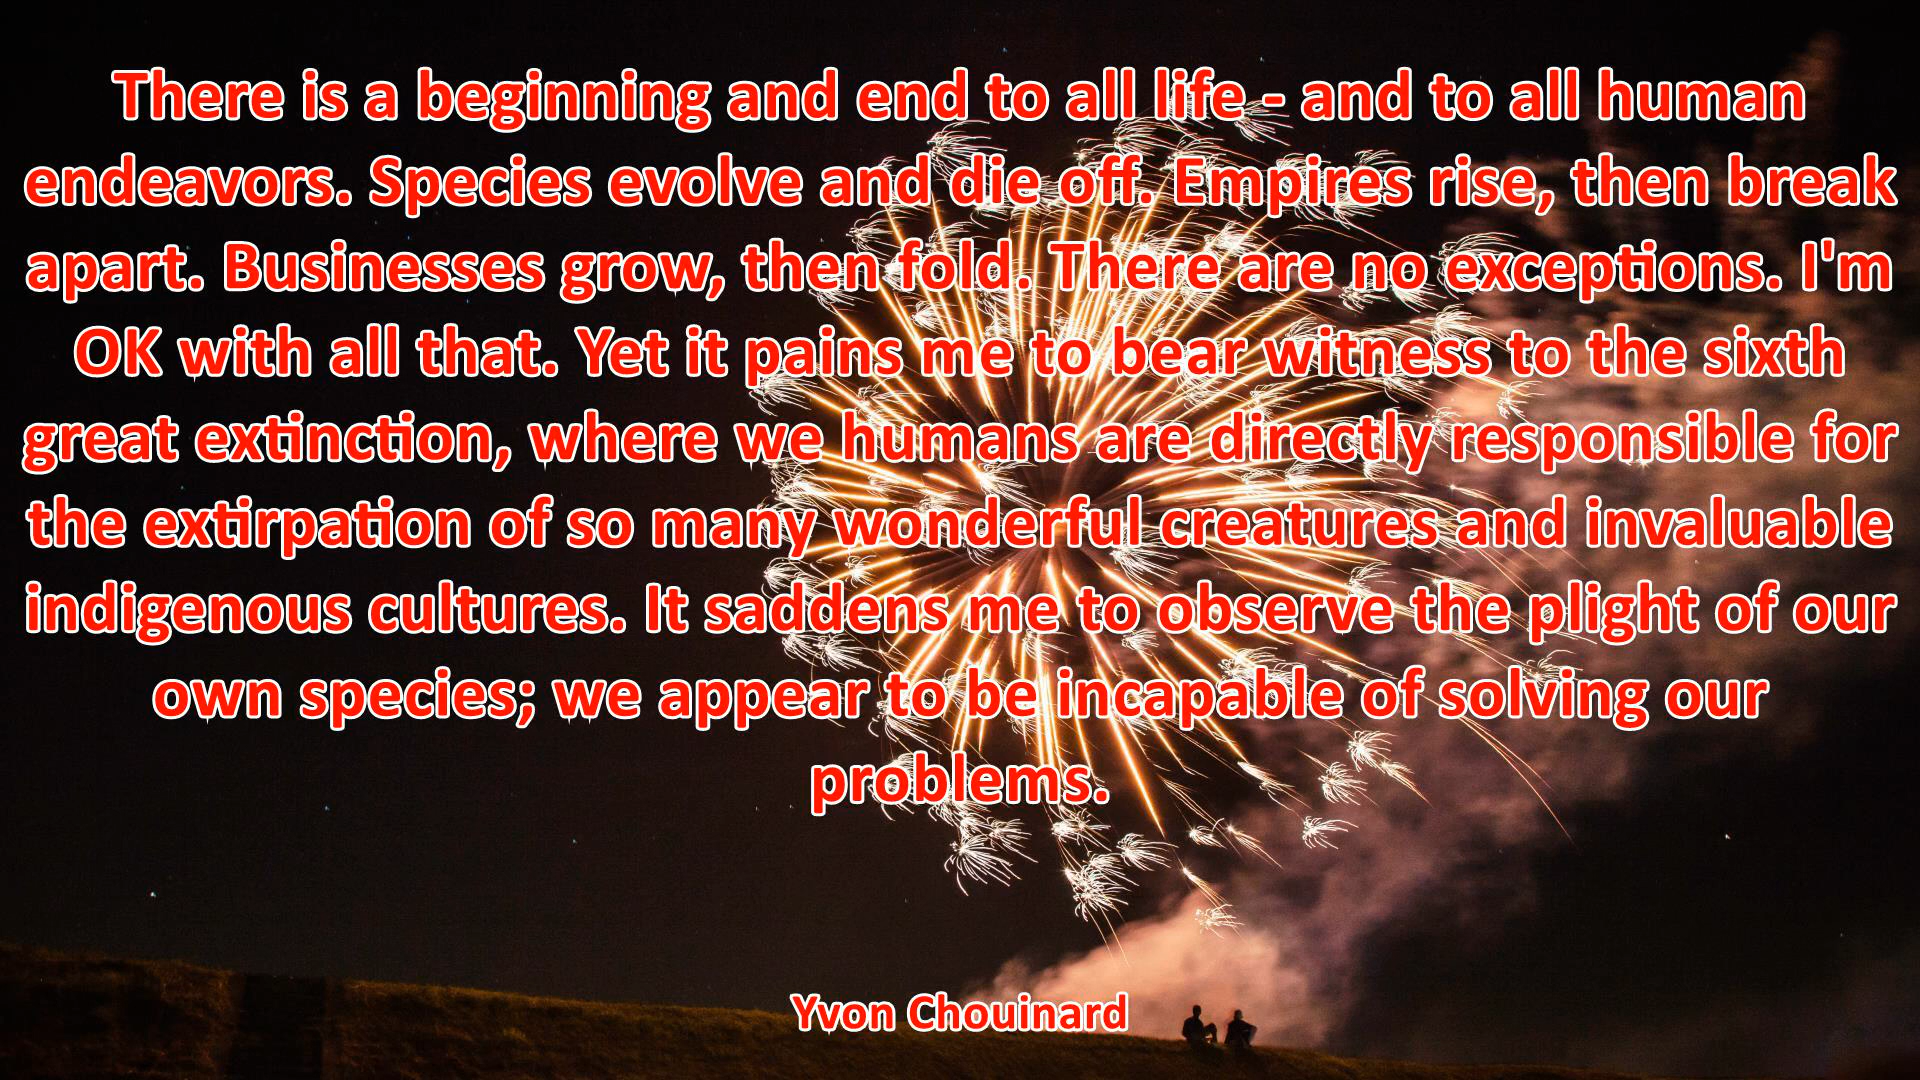 There is a beginning and end to all life - and to all human
endeavors. Species evolve and die off. Empires rise, then break
apart. Businesses grow, then fold. There are no exceptions. I'm
OK with all that. Yet it pains me to bear witness to the sixth
great extinction, where we humans are directly responsible for
the extirpation of so many wonderful creatures and invaluable
indigenous cultures. It saddens me to observe the plight of our
own species; we appear to be incapable of solving our
problems.
Yvon Chouinard